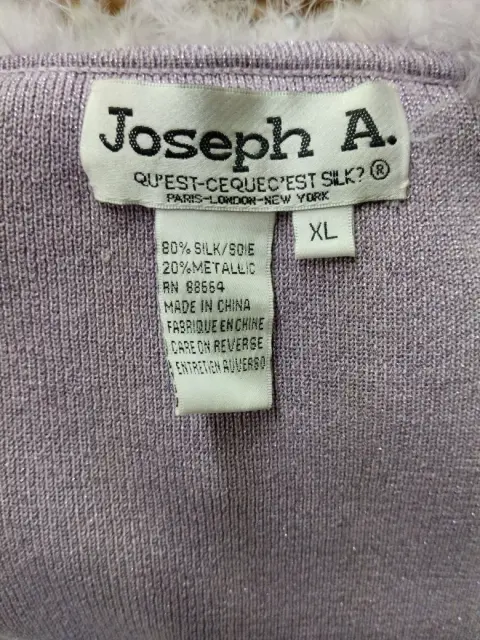 Joseph A.
QU'EST-CEQUEC'EST SILK? ®
PARIS-LONDON-NEW YORK
XL
80% SILK/SOIE
20% METALLIC
RN 88664
MADE IN CHINA
FABRIQUE EN CHINE
CARE ON REVERSE
ENTRETIEN AU VERSO